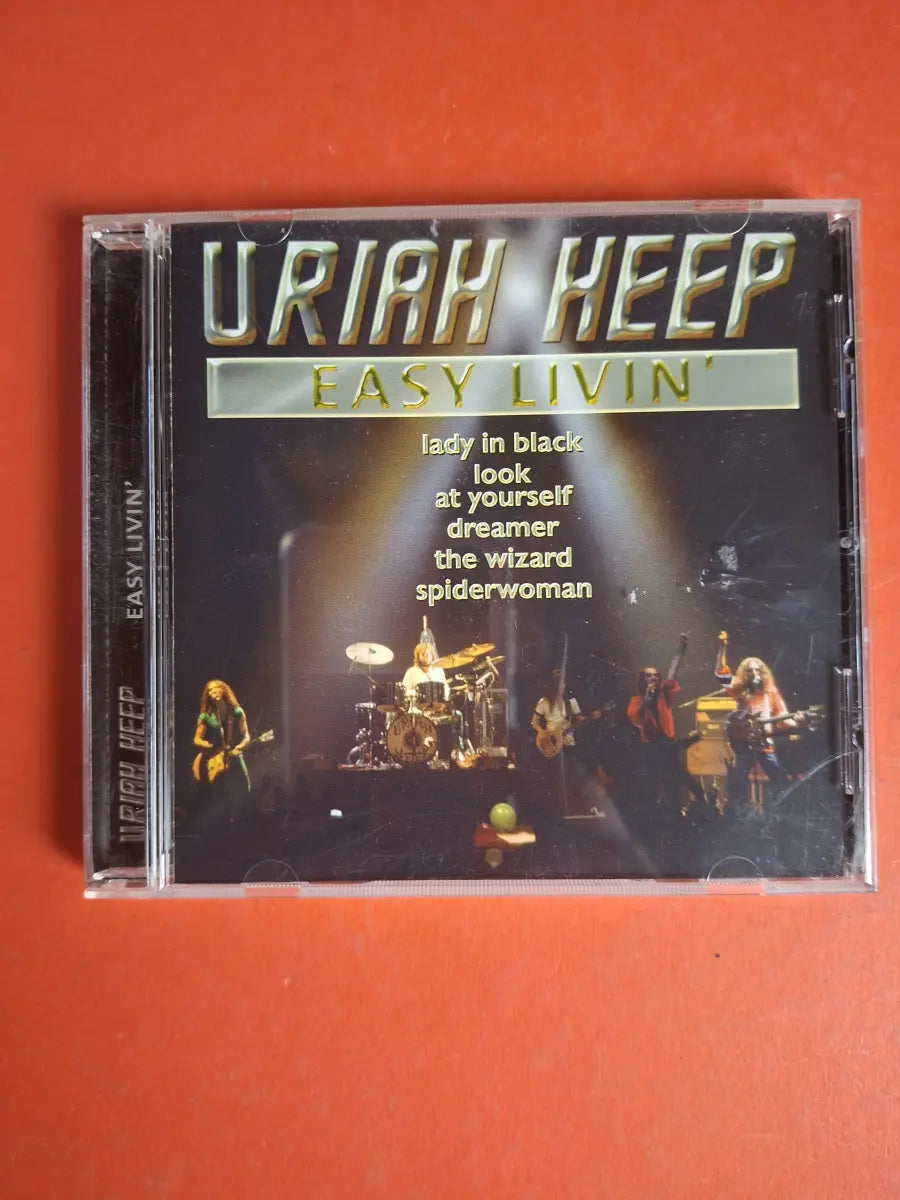 URIAH HEEP
EASY LIVIN'
lady in black
look
at yourself
dreamer
the wizard
spiderwoman
URIAH HEEP EASY LIVIN'